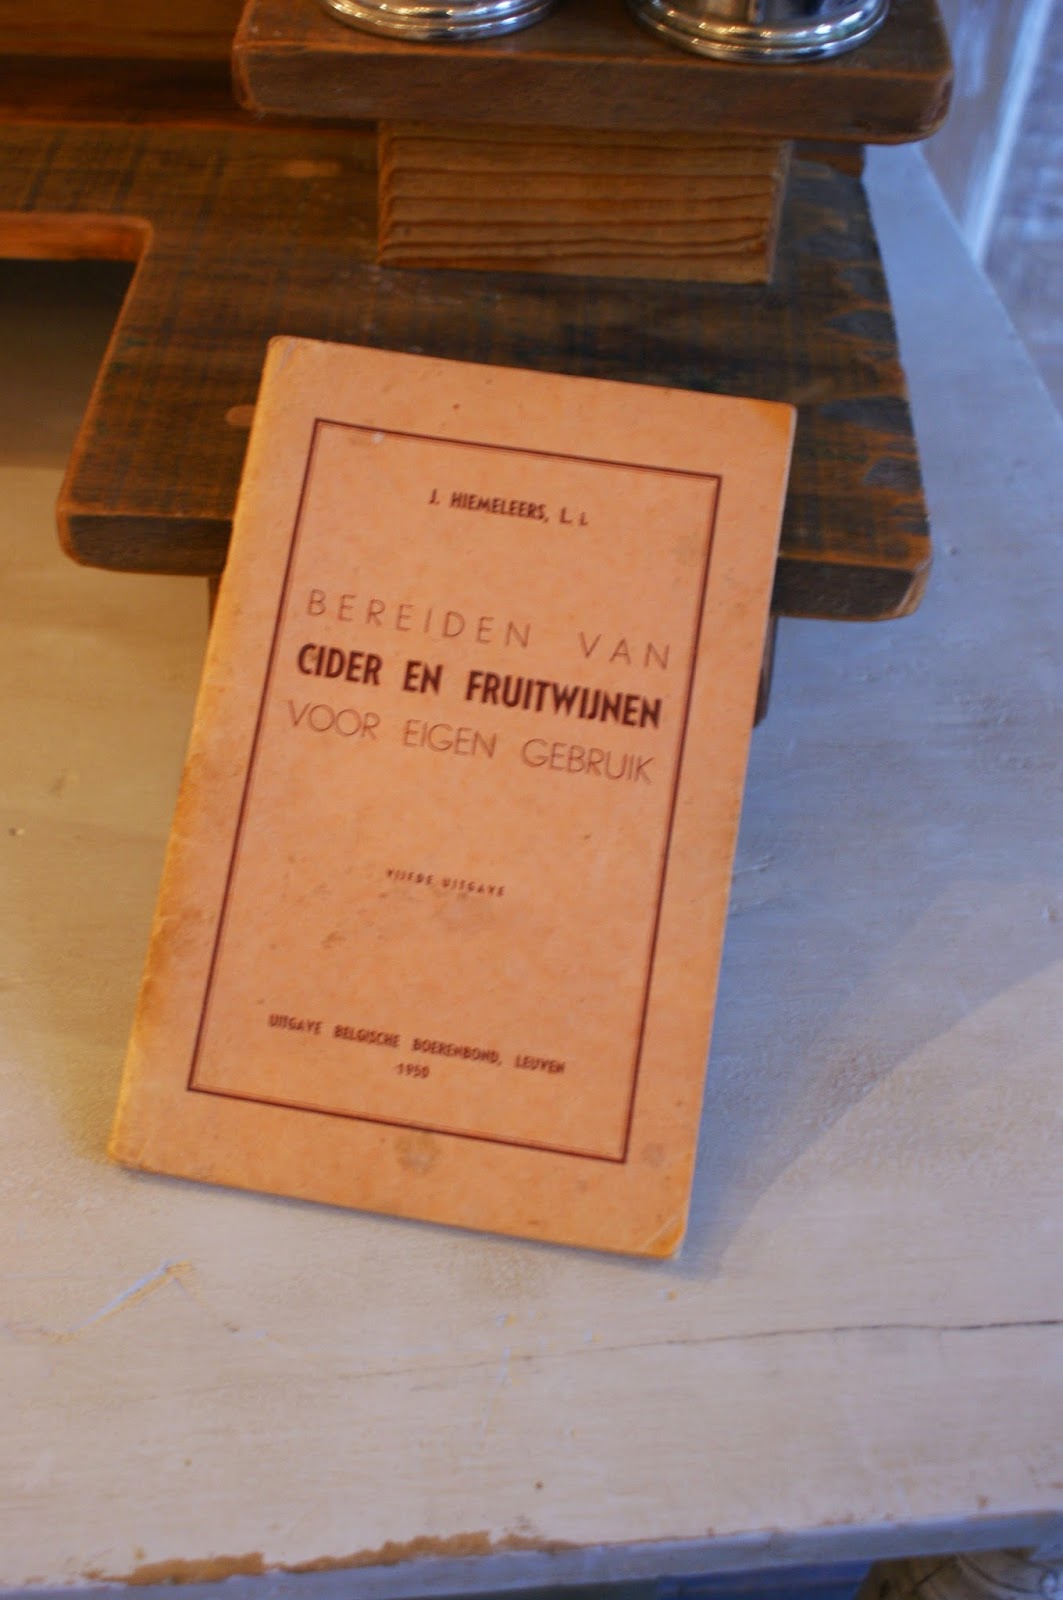 J. HIEMELEERS, L. i.
BEREIDEN VAN
CIDER EN FRUITWIJNEN
VOOR EIGEN GEBRUIK
VIJFDE UITGAVE
UITGAVE BELGISCHE BOERENBOND, LEUVEN
1950